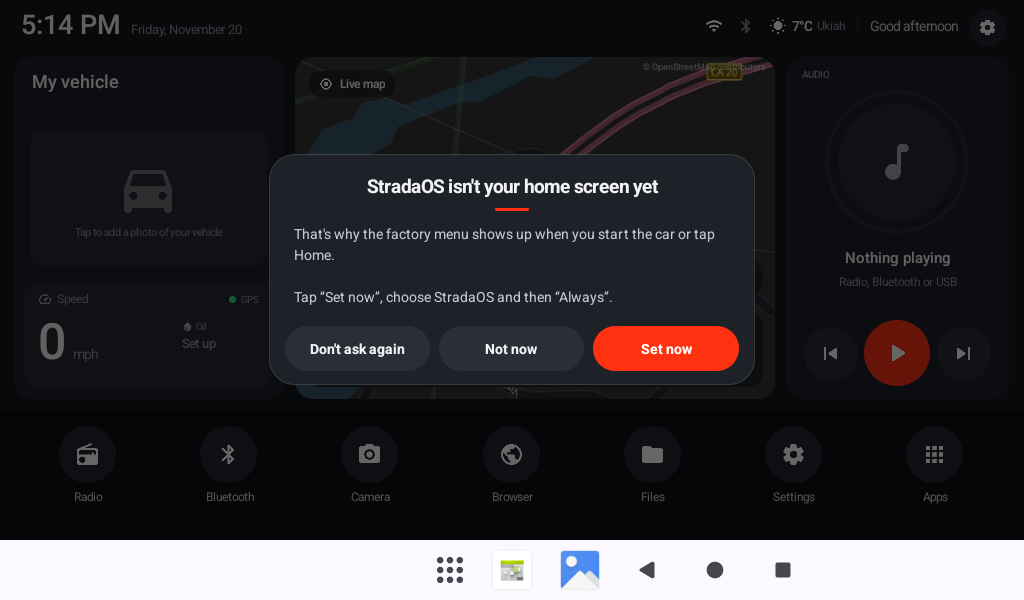 5:14 PM Friday, November 20
7°C Ukiah Good afternoon
My vehicle
Tap to add a photo of your vehicle
Speed GPS
0 mph
Oil
Set up
Live map
© OpenStreetMap contributors
CA 20
StradaOS isn't your home screen yet
That's why the factory menu shows up when you start the car or tap
Home.
Tap “Set now”, choose StradaOS and then “Always”.
Don't ask again Not now Set now
AUDIO
Nothing playing
Radio, Bluetooth or USB
Radio Bluetooth Camera Browser Files Settings Apps